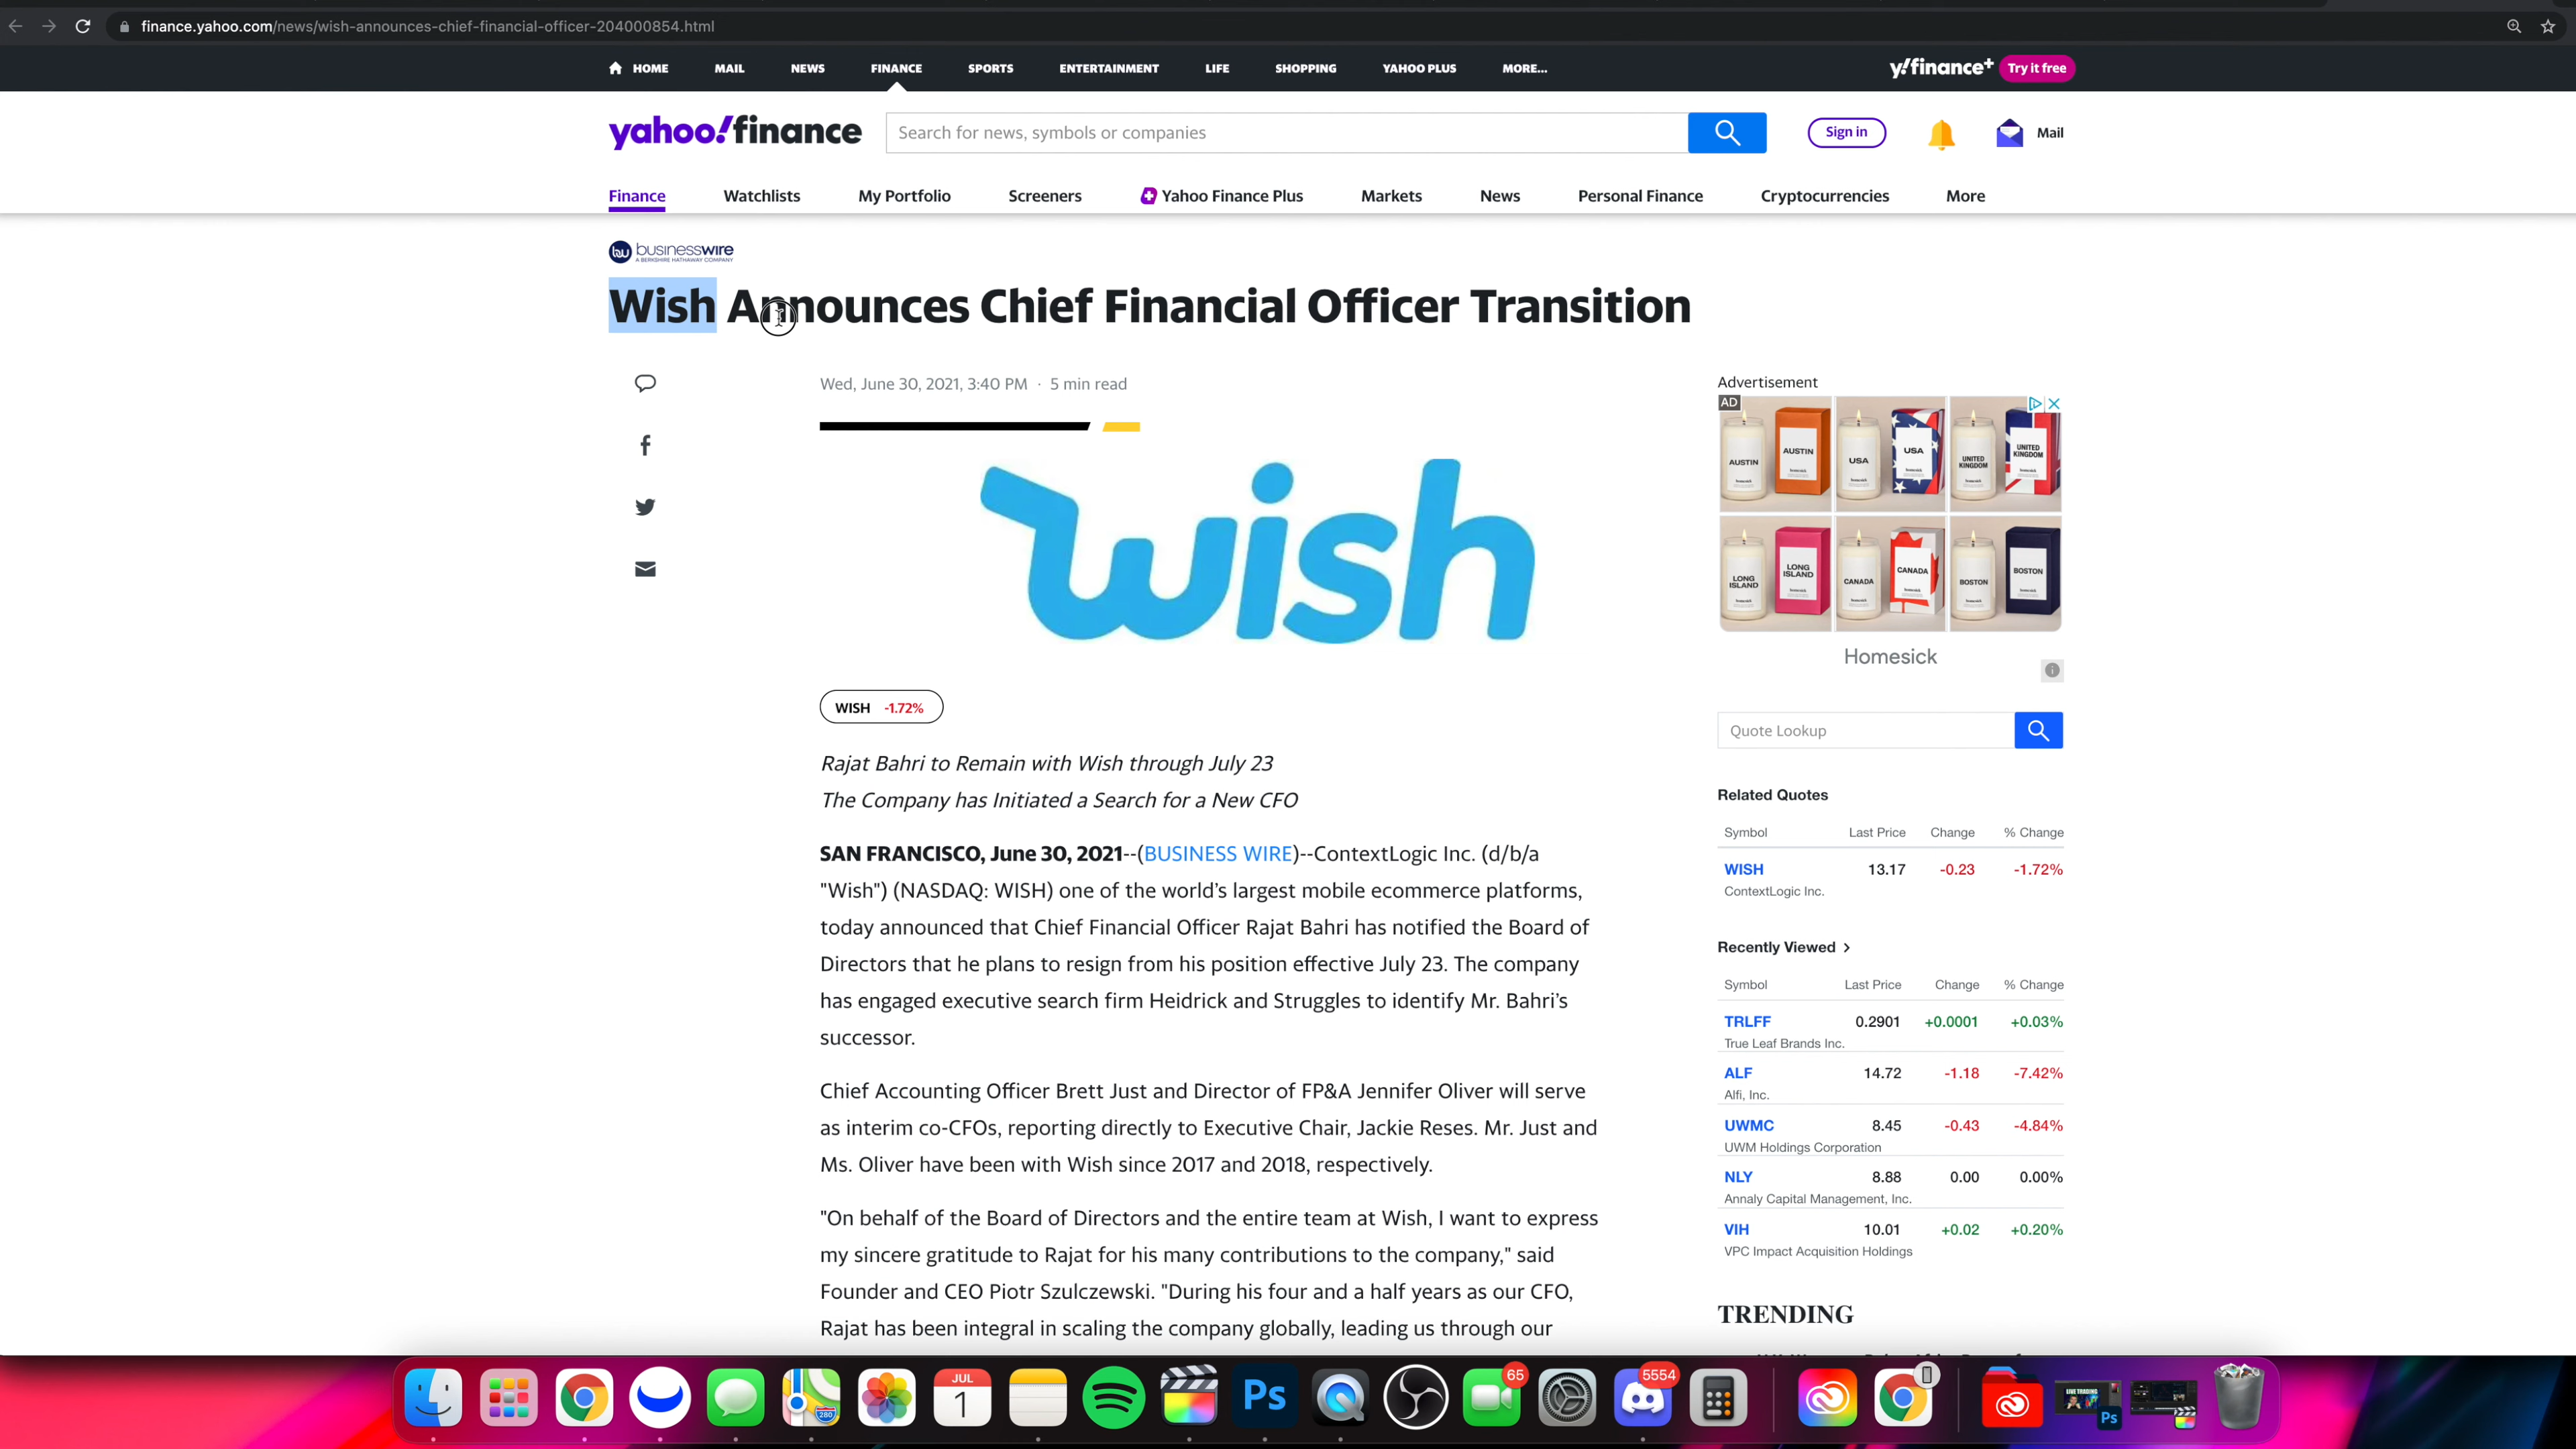 finance.yahoo.com/news/wish-announces-chief-financial-officer-204000854.html
HOME MAIL NEWS FINANCE SPORTS ENTERTAINMENT LIFE SHOPPING YAHOO PLUS MORE... y!finance+ Try it free
yahoo!finance Search for news, symbols or companies Sign in Mail
Finance Watchlists My Portfolio Screeners Yahoo Finance Plus Markets News Personal Finance Cryptocurrencies More
bw businesswire
A BERKSHIRE HATHAWAY COMPANY
Wish Announces Chief Financial Officer Transition
Wed, June 30, 2021, 3:40 PM · 5 min read
wish
WISH -1.72%
Rajat Bahri to Remain with Wish through July 23
The Company has Initiated a Search for a New CFO
SAN FRANCISCO, June 30, 2021--(BUSINESS WIRE)--ContextLogic Inc. (d/b/a
"Wish") (NASDAQ: WISH) one of the world's largest mobile ecommerce platforms,
today announced that Chief Financial Officer Rajat Bahri has notified the Board of
Directors that he plans to resign from his position effective July 23. The company
has engaged executive search firm Heidrick and Struggles to identify Mr. Bahri's
successor.
Chief Accounting Officer Brett Just and Director of FP&A Jennifer Oliver will serve
as interim co-CFOs, reporting directly to Executive Chair, Jackie Reses. Mr. Just and
Ms. Oliver have been with Wish since 2017 and 2018, respectively.
"On behalf of the Board of Directors and the entire team at Wish, I want to express
my sincere gratitude to Rajat for his many contributions to the company," said
Founder and CEO Piotr Szulczewski. "During his four and a half years as our CFO,
Rajat has been integral in scaling the company globally, leading us through our
Advertisement
AD
AUSTIN AUSTIN USA USA UNITED KINGDOM UNITED KINGDOM
LONG ISLAND LONG ISLAND CANADA CANADA BOSTON BOSTON
Homesick
Quote Lookup
Related Quotes
Symbol Last Price Change % Change
WISH 13.17 -0.23 -1.72%
ContextLogic Inc.
Recently Viewed >
Symbol Last Price Change % Change
TRLFF 0.2901 +0.0001 +0.03%
True Leaf Brands Inc.
ALF 14.72 -1.18 -7.42%
Alfi, Inc.
UWMC 8.45 -0.43 -4.84%
UWM Holdings Corporation
NLY 8.88 0.00 0.00%
Annaly Capital Management, Inc.
VIH 10.01 +0.02 +0.20%
VPC Impact Acquisition Holdings
TRENDING
JUL
1
280
Ps
65
5554
LIVE TRADING
Ps